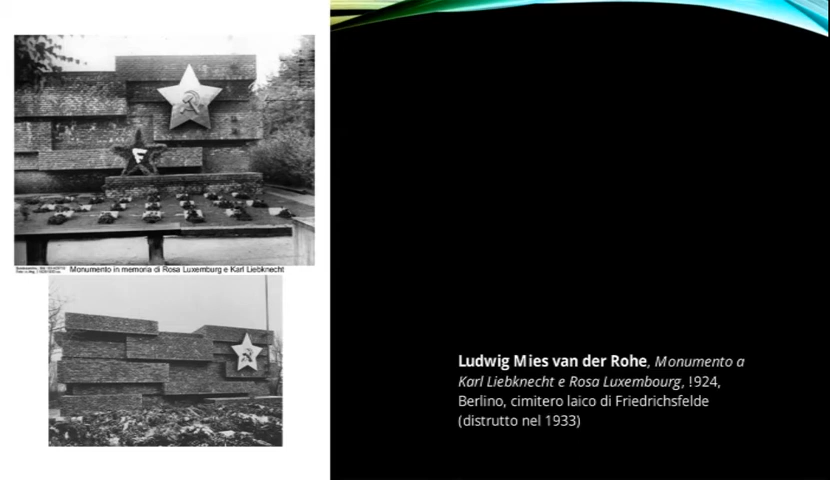 Monumento in memoria di Rosa Luxemburg e Karl Liebknecht
Ludwig Mies van der Rohe, Monumento a
Karl Liebknecht e Rosa Luxembourg, !924,
Berlino, cimitero laico di Friedrichsfelde
(distrutto nel 1933)